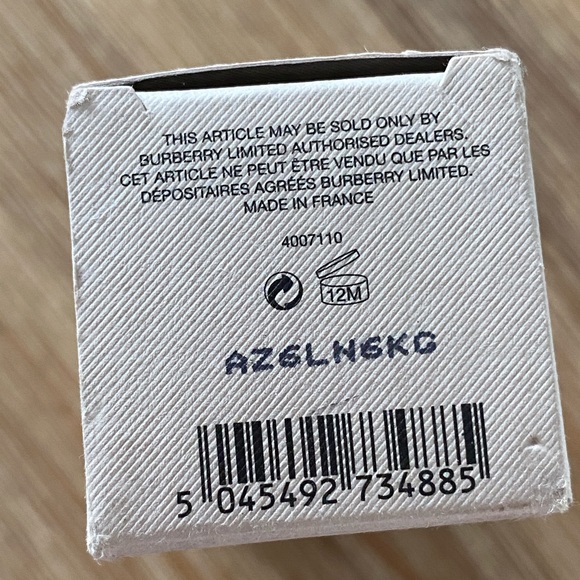 THIS ARTICLE MAY BE SOLD ONLY BY
BURBERRY LIMITED AUTHORISED DEALERS.
CET ARTICLE NE PEUT ÊTRE VENDU QUE PAR LES
DÉPOSITAIRES AGRÉÉS BURBERRY LIMITED.
MADE IN FRANCE
4007110
12M
AZ6LN6KG
5 045492 734885